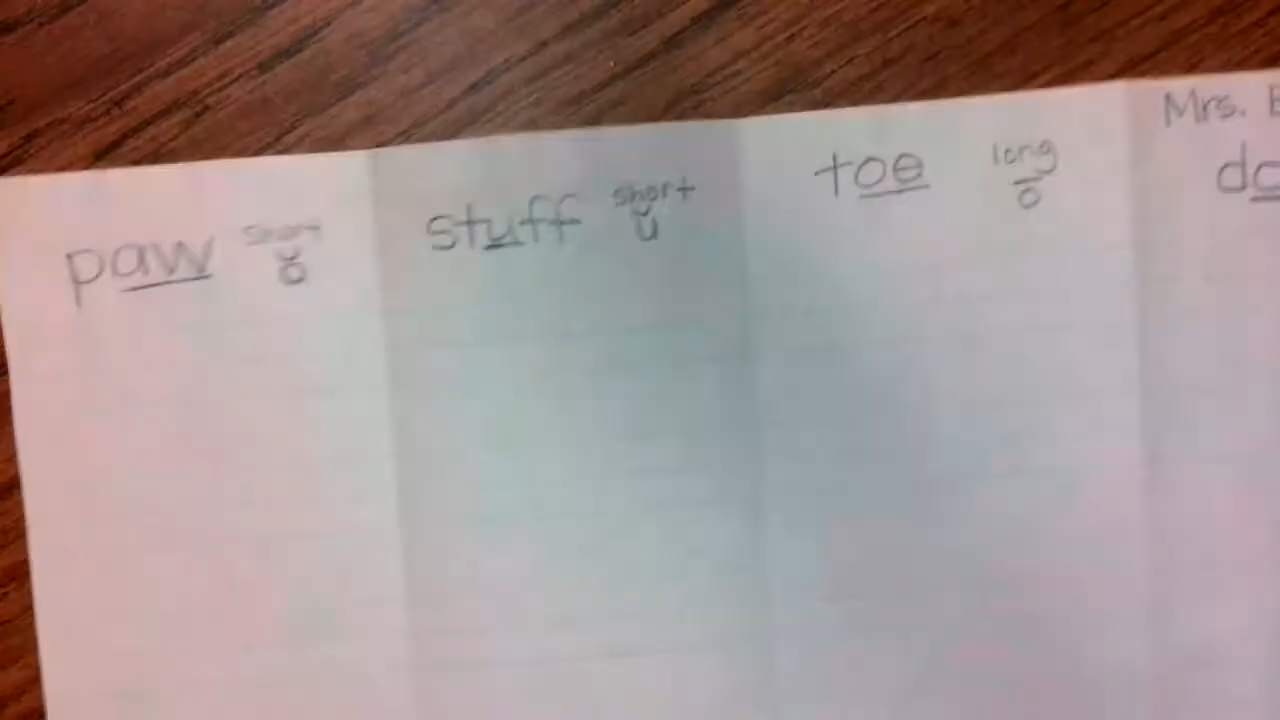 Mrs.
paw short ŏ
stuff short ŭ
toe long ō